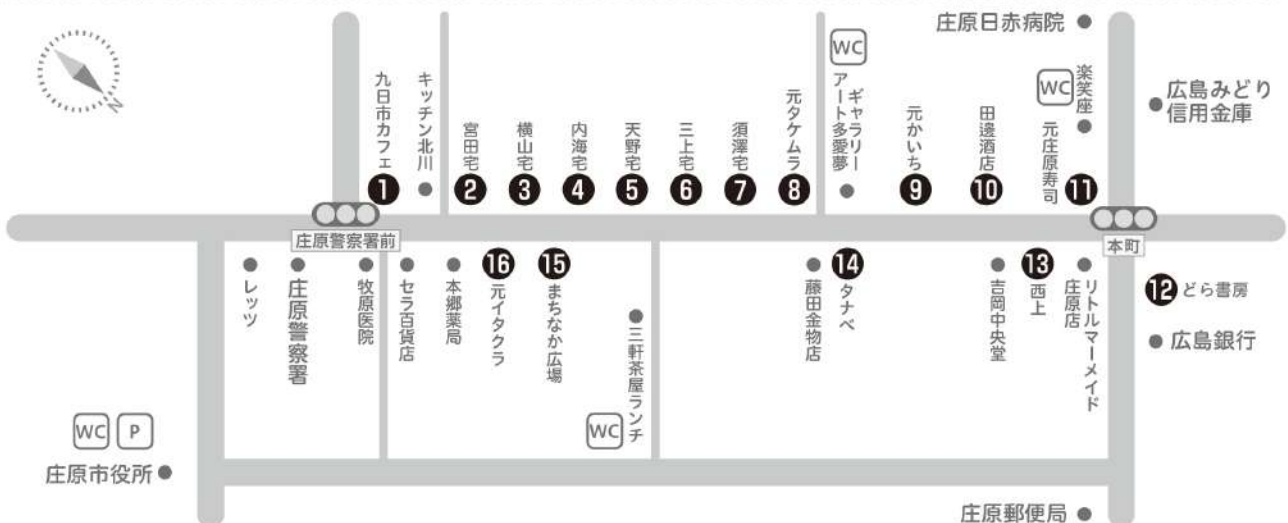 庄原日赤病院
WC
WC
楽笑座
広島みどり
信用金庫
N
九日市カフェ
キッチン北川
宮田宅
横山宅
内海宅
天野宅
三上宅
須澤宅
元タケムラ
ギャラリー
アート多愛夢
元かいち
田邊酒店
元庄原寿司
1
2
3
4
5
6
7
8
9
10
11
庄原警察署前
本町
レッツ
庄原警察署
牧原医院
セラ百貨店
本郷薬局
16
元イタクラ
15
まちなか広場
三軒茶屋ランチ
藤田金物店
14
タナベ
吉岡中央堂
13
西上
リトルマーメイド
庄原店
12 どら書房
広島銀行
WC P
WC
庄原市役所
庄原郵便局